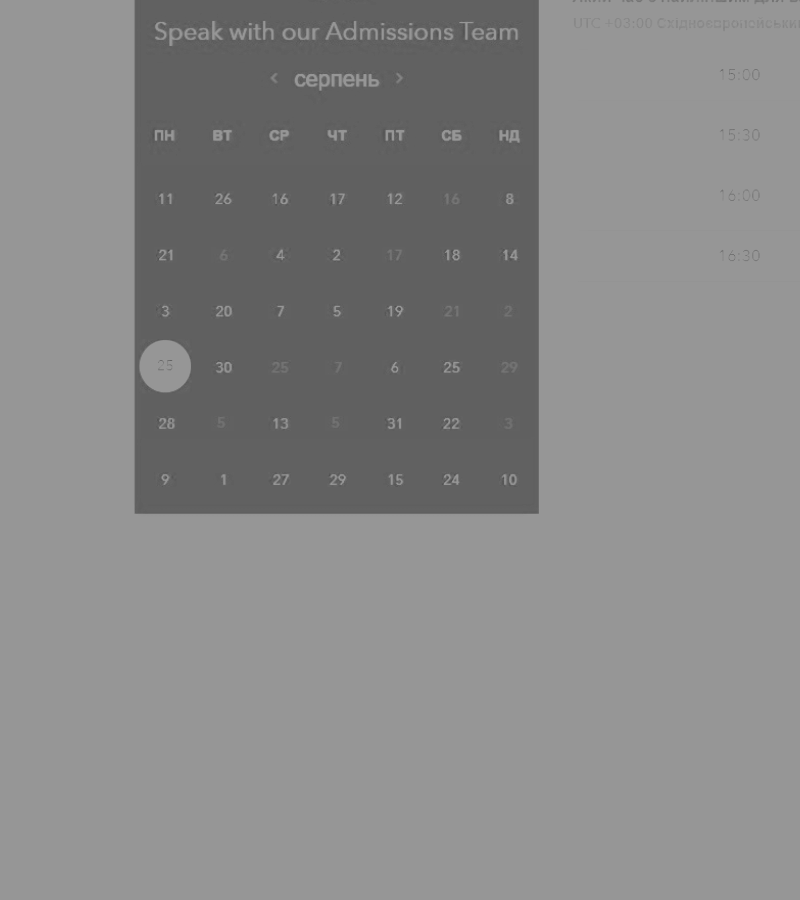 Speak with our Admissions Team
UTC +03:00 Східноєвропейськи
‹ серпень ›
15:00
ПН ВТ СР ЧТ ПТ СБ НД
15:30
11 26 16 17 12 16 8
16:00
21 6 4 2 17 18 14
16:30
3 20 7 5 19 21 2
25 30 25 7 6 25 29
28 5 13 5 31 22 3
9 1 27 29 15 24 10